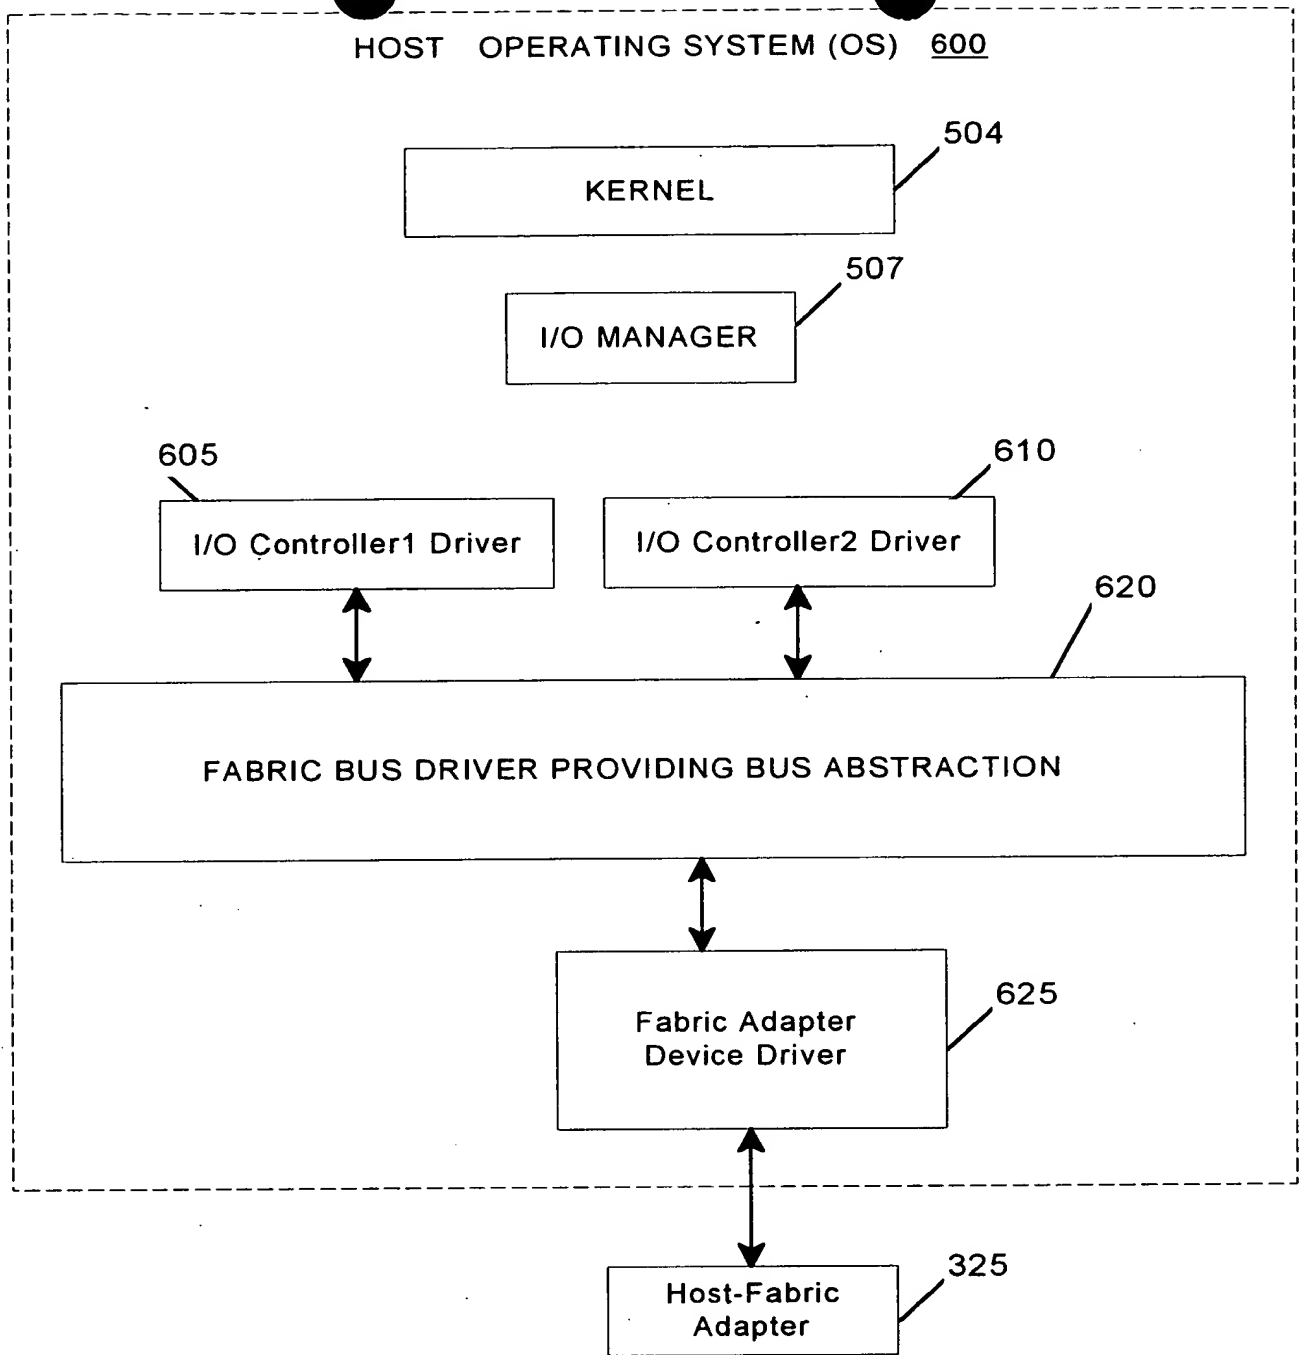 HOST OPERATING SYSTEM (OS) 600
504
KERNEL
507
I/O MANAGER
605
610
I/O Controller1 Driver
I/O Controller2 Driver
620
FABRIC BUS DRIVER PROVIDING BUS ABSTRACTION
625
Fabric Adapter
Device Driver
325
Host-Fabric
Adapter